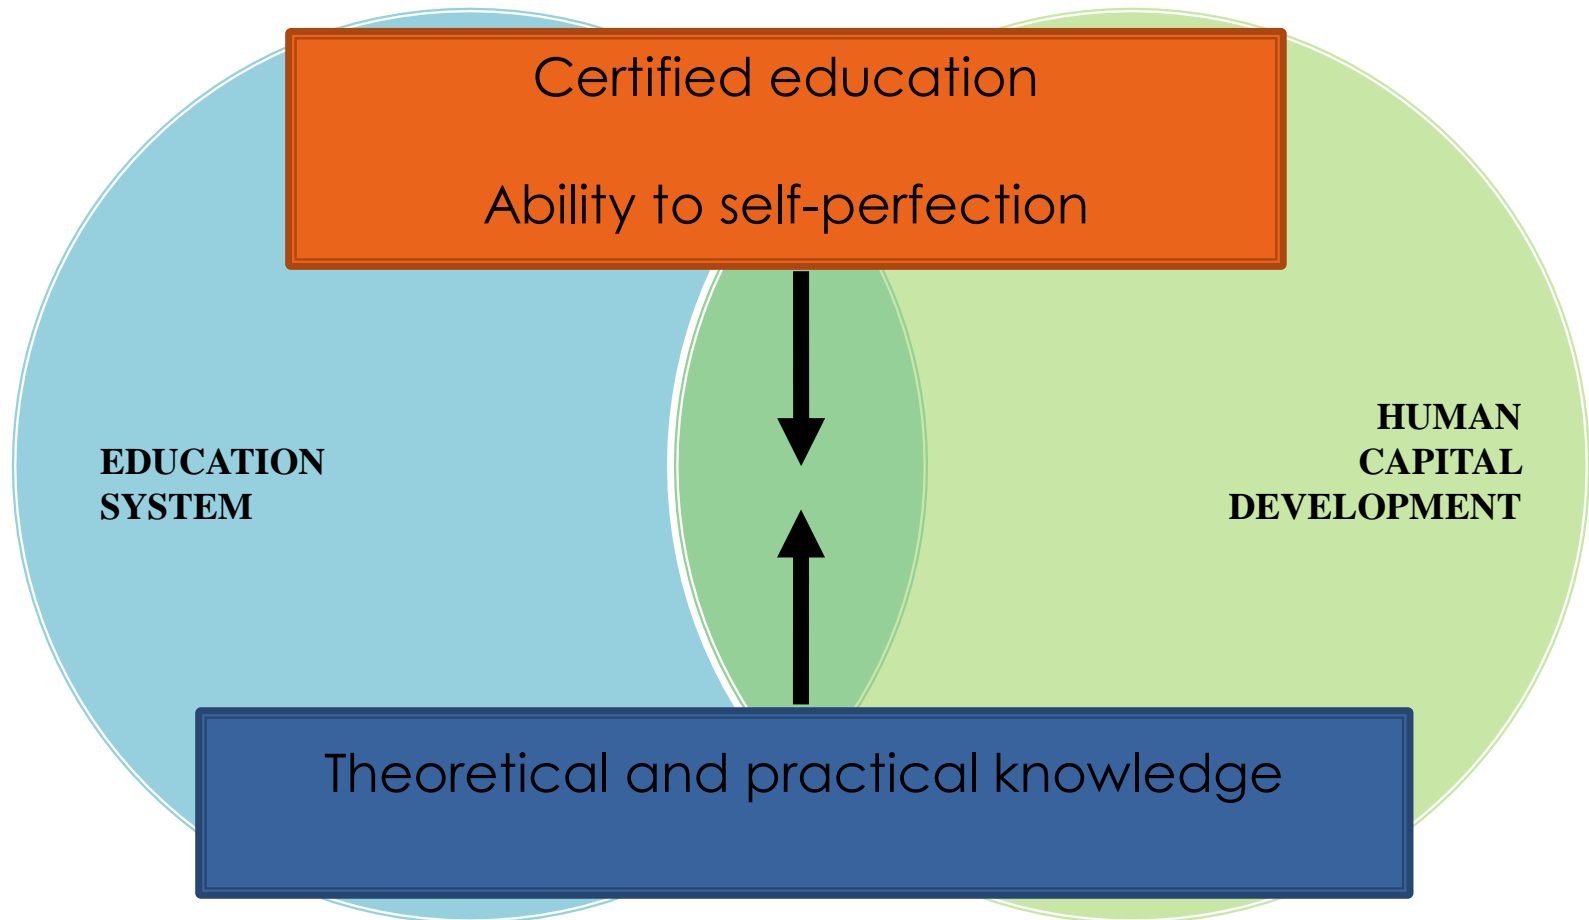 Certified education
Ability to self-perfection
EDUCATION
SYSTEM
HUMAN
CAPITAL
DEVELOPMENT
Theoretical and practical knowledge